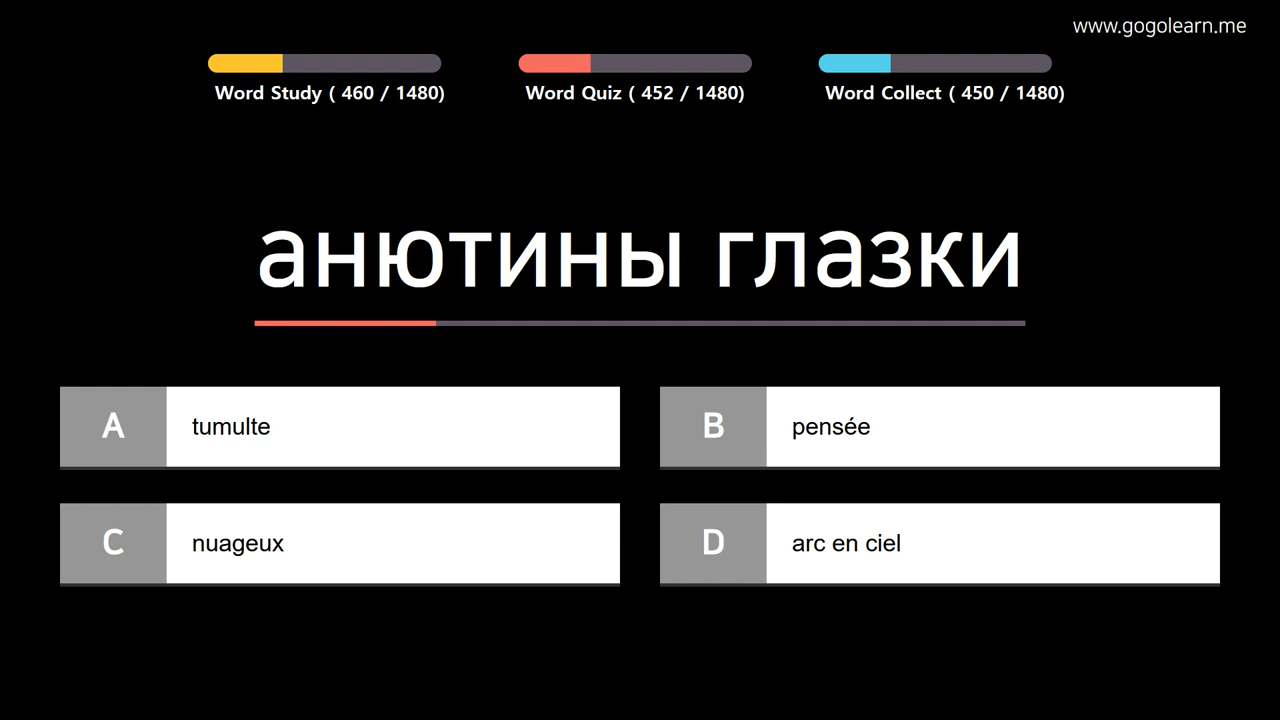 www.gogolearn.me
Word Study ( 460 / 1480)
Word Quiz ( 452 / 1480)
Word Collect ( 450 / 1480)
анютины глазки
A tumulte
B pensée
C nuageux
D arc en ciel